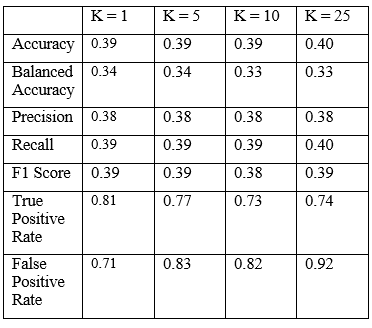 K = 1 K = 5 K = 10 K = 25
Accuracy 0.39 0.39 0.39 0.40
Balanced Accuracy 0.34 0.34 0.33 0.33
Precision 0.38 0.38 0.38 0.38
Recall 0.39 0.39 0.39 0.40
F1 Score 0.39 0.39 0.38 0.39
True Positive Rate 0.81 0.77 0.73 0.74
False Positive Rate 0.71 0.83 0.82 0.92